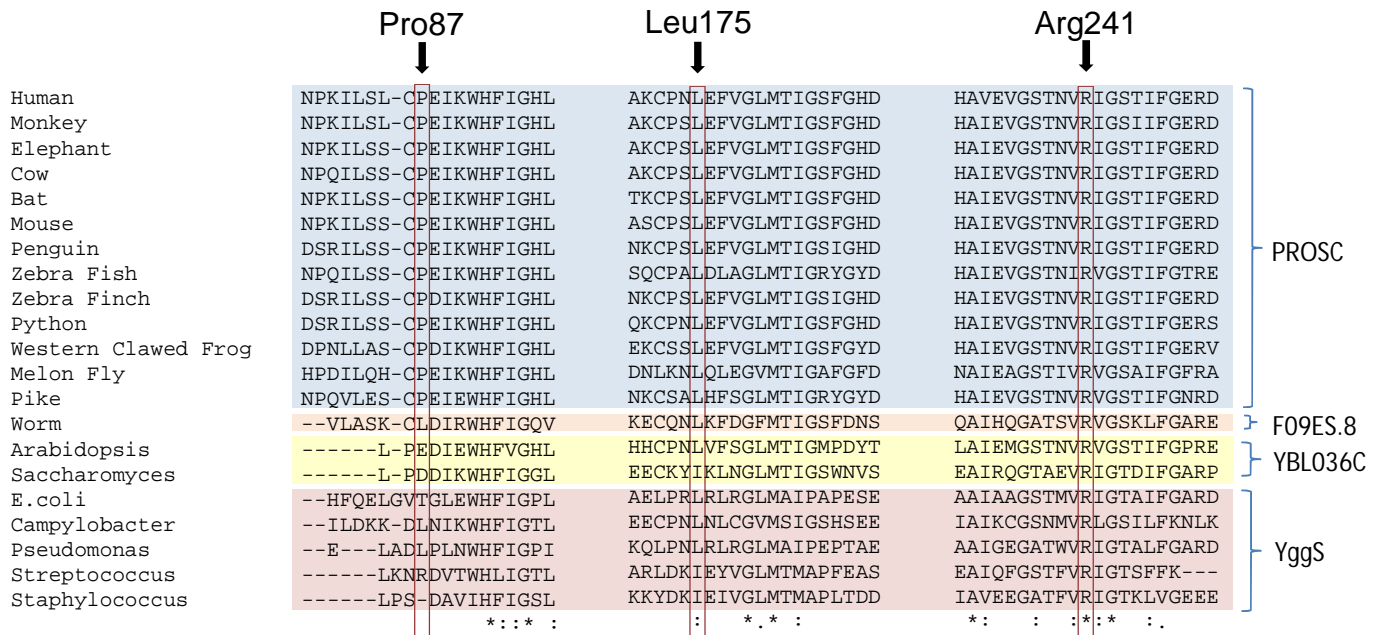 Pro87 Leu175 Arg241
Human NPKILSL-CPEIKWHFIGHL AKCPNLEFVGLMTIGSFGHD HAVEVGSTNVRIGSTIFGERD
Monkey NPKILSL-CPEIKWHFIGHL AKCPSLEFVGLMTIGSFGHD HAIEVGSTNVRIGSIIFGERD
Elephant NPKILSS-CPEIKWHFIGHL AKCPSLEFVGLMTIGSFGHD HAIEVGSTNVRIGSTIFGERD
Cow NPQILSS-CPEIKWHFIGHL AKCPSLEFVGLMTIGSFGHD HAIEVGSTNVRIGSTIFGERD
Bat NPKILSS-CPEIKWHFIGHL TKCPSLEFVGLMTIGSFGHD HAIEVGSTNVRIGSTIFGERD
Mouse NPKILSS-CPEIKWHFIGHL ASCPSLEFVGLMTIGSFGHD HAIEVGSTNVRIGSTIFGERD
Penguin DSRILSS-CPEIKWHFIGHL NKCPSLEFVGLMTIGSIGHD HAIEVGSTNVRIGSTIFGERD
PROSC
Zebra Fish NPQILSS-CPEIKWHFIGHL SQCPALDLAGLMTIGRYGYD HAIEVGSTNIRVGSTIFGTRE
Zebra Finch DSRILSS-CPDIKWHFIGHL NKCPSLEFVGLMTIGSIGHD HAIEVGSTNVRIGSTIFGERD
Python DSRILSS-CPEIKWHFIGHL QKCPNLEFVGLMTIGSFGHD HAIEVGSTNVRIGSTIFGERS
Western Clawed Frog DPNLLAS-CPDIKWHFIGHL EKCSSLEFVGLMTIGSFGYD HAIEVGSTNVRIGSTIFGERV
Melon Fly HPDILQH-CPEIKWHFIGHL DNLKNLQLEGVMTIGAFGFD NAIEAGSTIVRVGSAIFGFRA
Pike NPQVLES-CPEIEWHFIGHL NKCSALHFSGLMTIGRYGYD HAIEVGSTNVRVGSTIFGNRD
Worm --VLASK-CLDIRWHFIGQV KECQNLKFDGFMTIGSFDNS QAIHQGATSVRVGSKLFGARE F09ES.8
Arabidopsis ------L-PEDIEWHFVGHL HHCPNLVFSGLMTIGMPDYT LAIEMGSTNVRIGSTIFGPRE
YBL036C
Saccharomyces ------L-PDDIKWHFIGGL EECKYIKLNGLMTIGSWNVS EAIRQGTAEVRIGTDIFGARP
E.coli --HFQELGVTGLEWHFIGPL AELPRLRLRGLMAIPAPESE AAIAAGSTMVRIGTAIFGARD
Campylobacter --ILDKK-DLNIKWHFIGTL EECPNLNLCGVMSIGSHSEE IAIKCGSNMVRLGSILFKNLK
Pseudomonas --E---LADLPLNWHFIGPI KQLPNLRLRGLMAIPEPTAE AAIGEGATWVRIGTALFGARD
YggS
Streptococcus ------LKNRDVTWHLIGTL ARLDKIEYVGLMTMAPFEAS EAIQFGSTFVRIGTSFFK---
Staphylococcus ------LPS-DAVIHFIGSL KKYDKIEIVGLMTMAPLTDD IAVEEGATFVRIGTKLVGEEE
*::* : : *.* : *: : :*:* :.